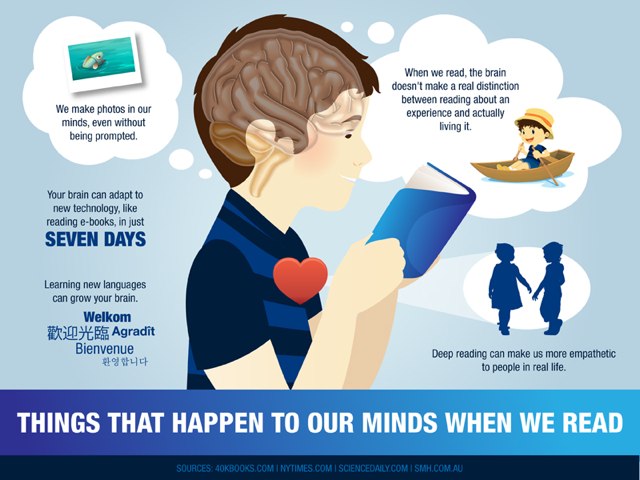 We make photos in our
minds, even without
being prompted.
When we read, the brain
doesn't make a real distinction
between reading about an
experience and actually
living it.
Your brain can adapt to
new technology, like
reading e-books, in just
SEVEN DAYS
Learning new languages
can grow your brain.
Welkom
歡迎光臨 Agradît
Bienvenue
환영합니다
Deep reading can make us more empathetic
to people in real life.
THINGS THAT HAPPEN TO OUR MINDS WHEN WE READ
SOURCES: 40KBOOKS.COM | NYTIMES.COM | SCIENCEDAILY.COM | SMH.COM.AU